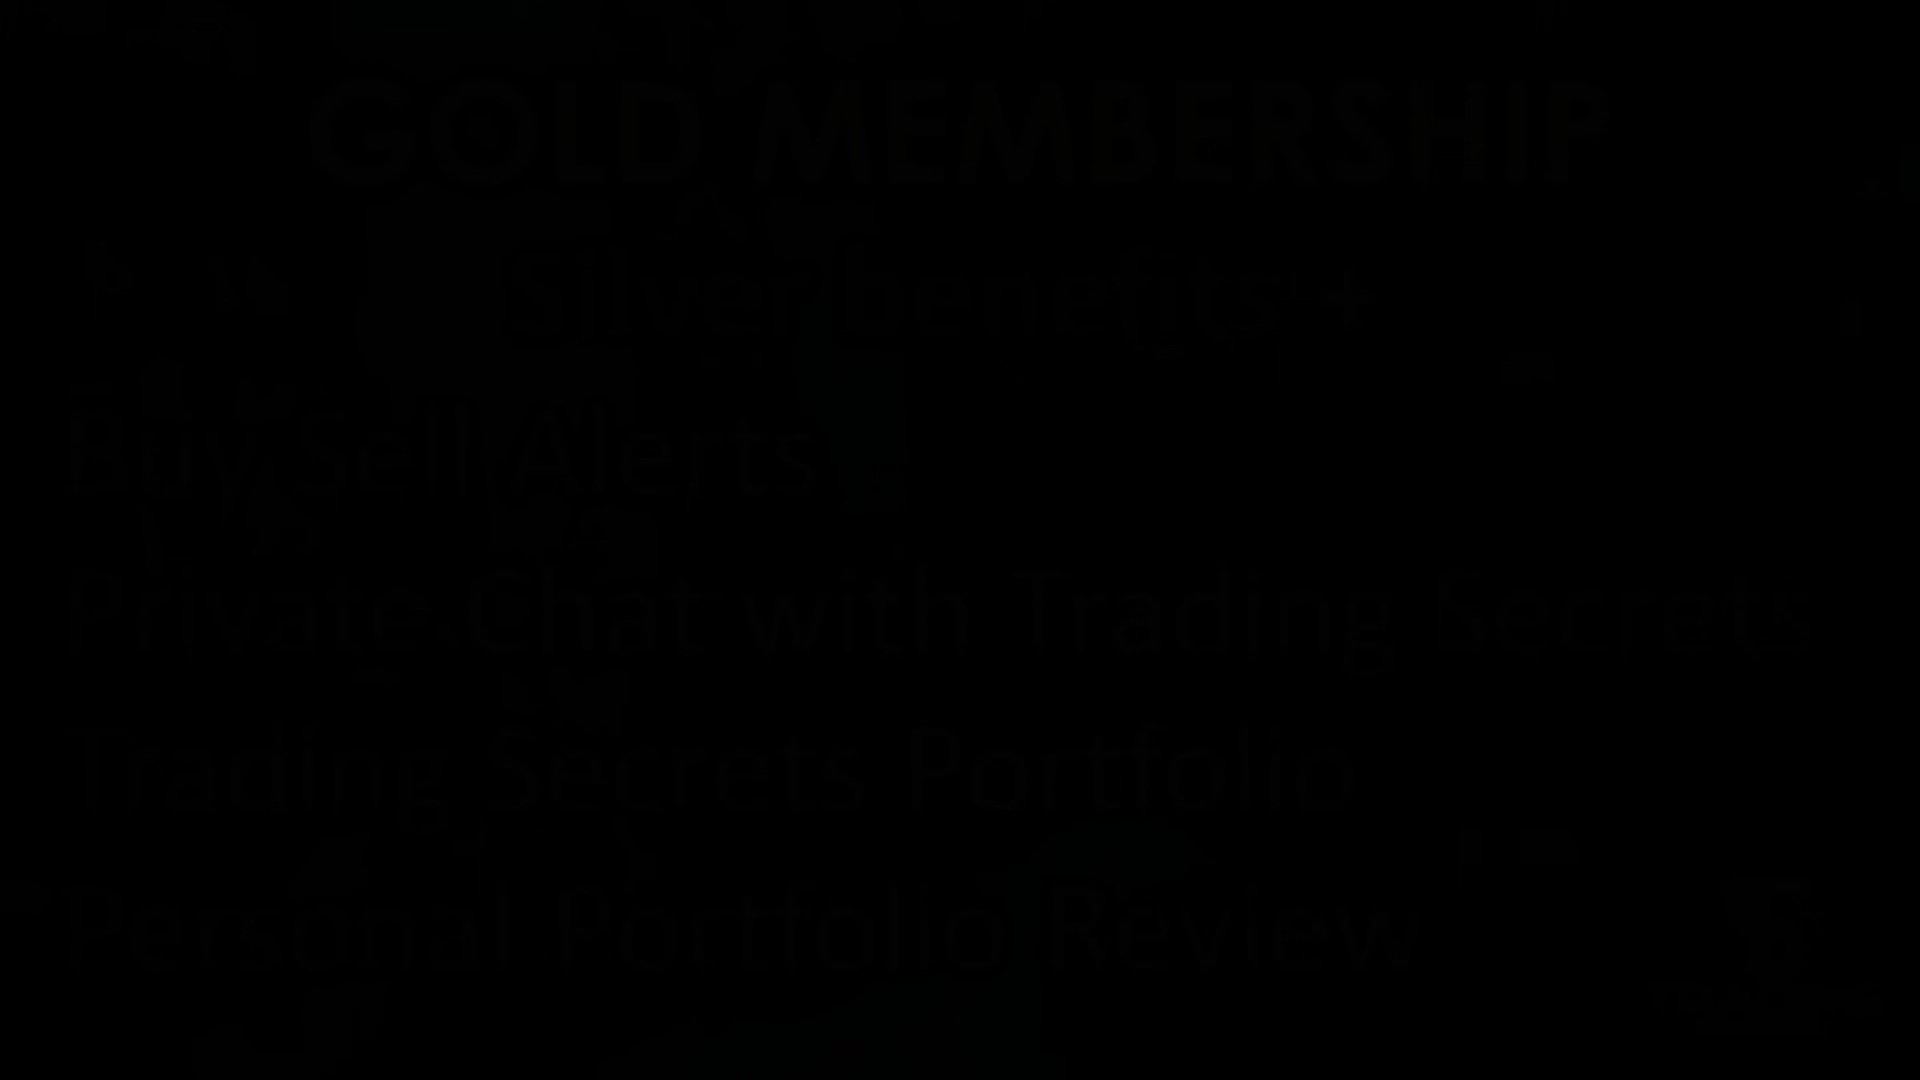 GOLD MEMBERSHIP
Silver benefits +
Buy Sell Alerts
Private Chat with Trading Secrets
Trading Secrets Portfolio
Personal Portfolio Review